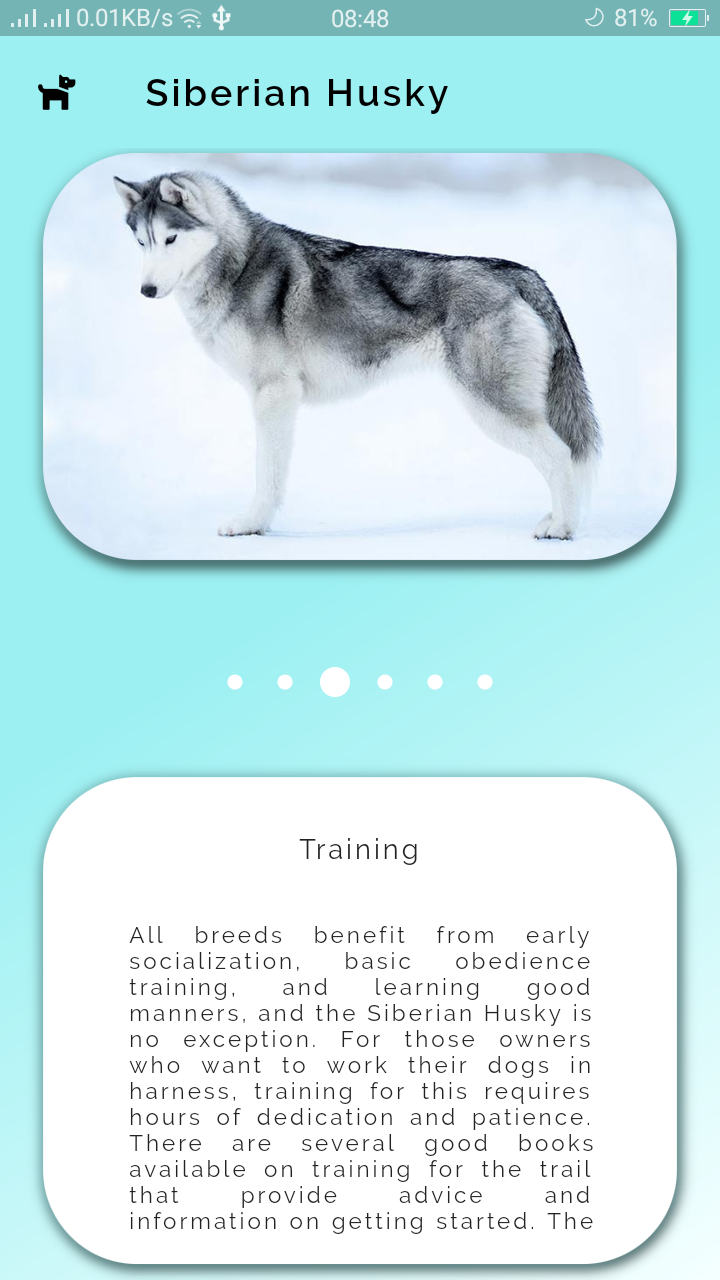 0.01KB/s 08:48 81%
Siberian Husky
Training
All breeds benefit from early
socialization, basic obedience
training, and learning good
manners, and the Siberian Husky is
no exception. For those owners
who want to work their dogs in
harness, training for this requires
hours of dedication and patience.
There are several good books
available on training for the trail
that provide advice and
information on getting started. The